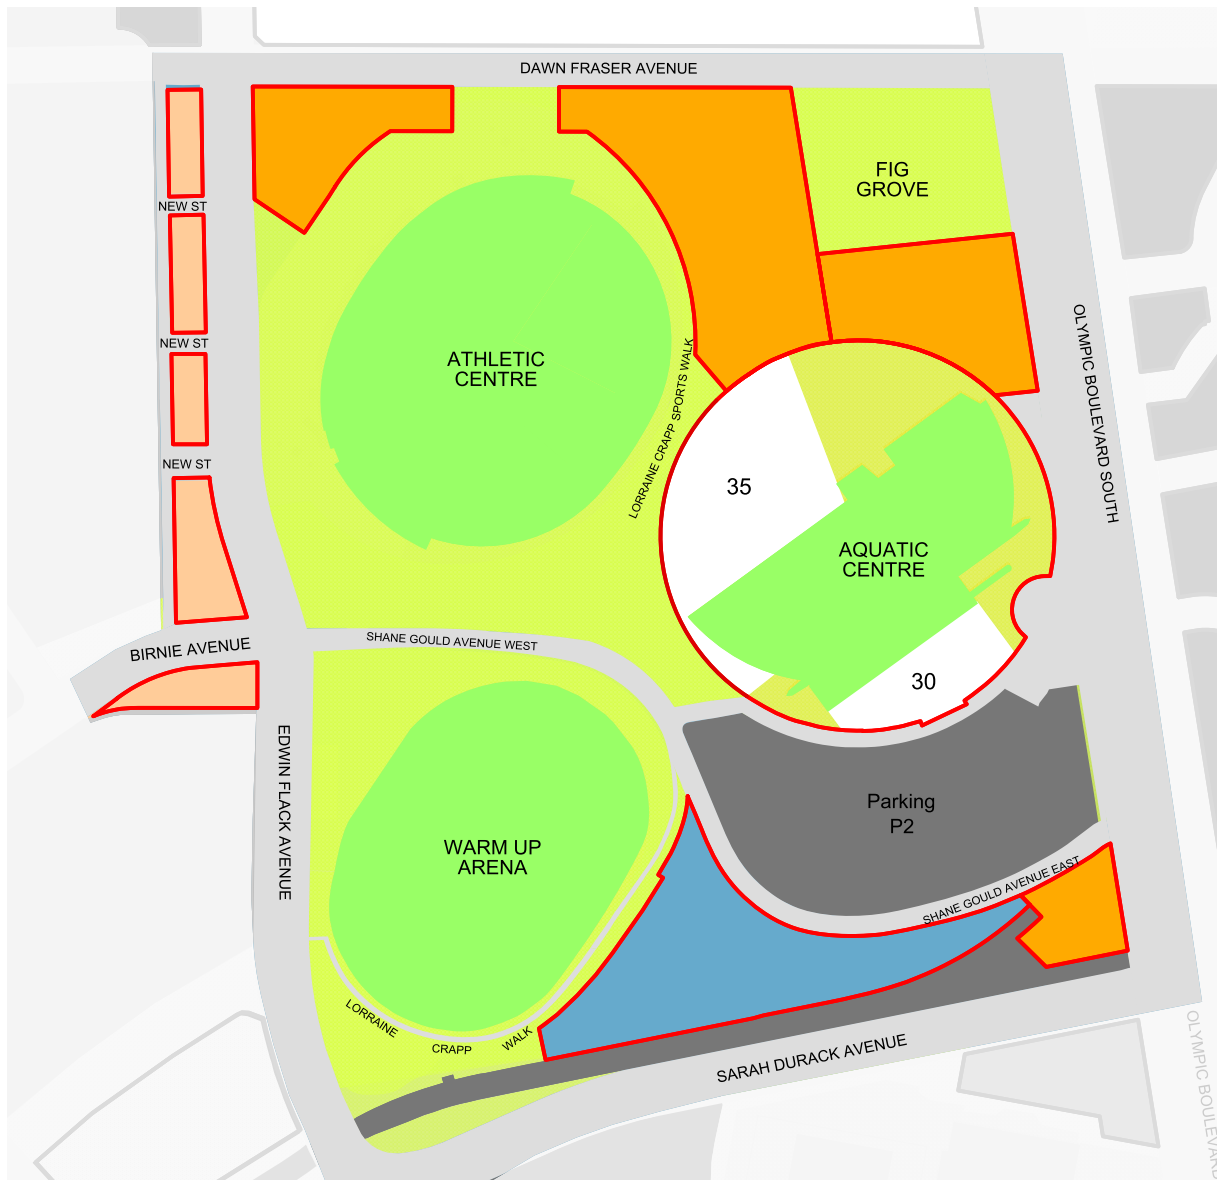 DAWN FRASER AVENUE
FIG
GROVE
NEW ST
NEW ST
NEW ST
ATHLETIC
CENTRE
LORRAINE CRAPP SPORTS WALK
OLYMPIC BOULEVARD SOUTH
35
AQUATIC
CENTRE
BIRNIE AVENUE
SHANE GOULD AVENUE WEST
30
EDWIN FLACK AVENUE
Parking
P2
WARM UP
ARENA
SHANE GOULD AVENUE EAST
LORRAINE
CRAPP
WALK
SARAH DURACK AVENUE
OLYMPIC BOULEVARD